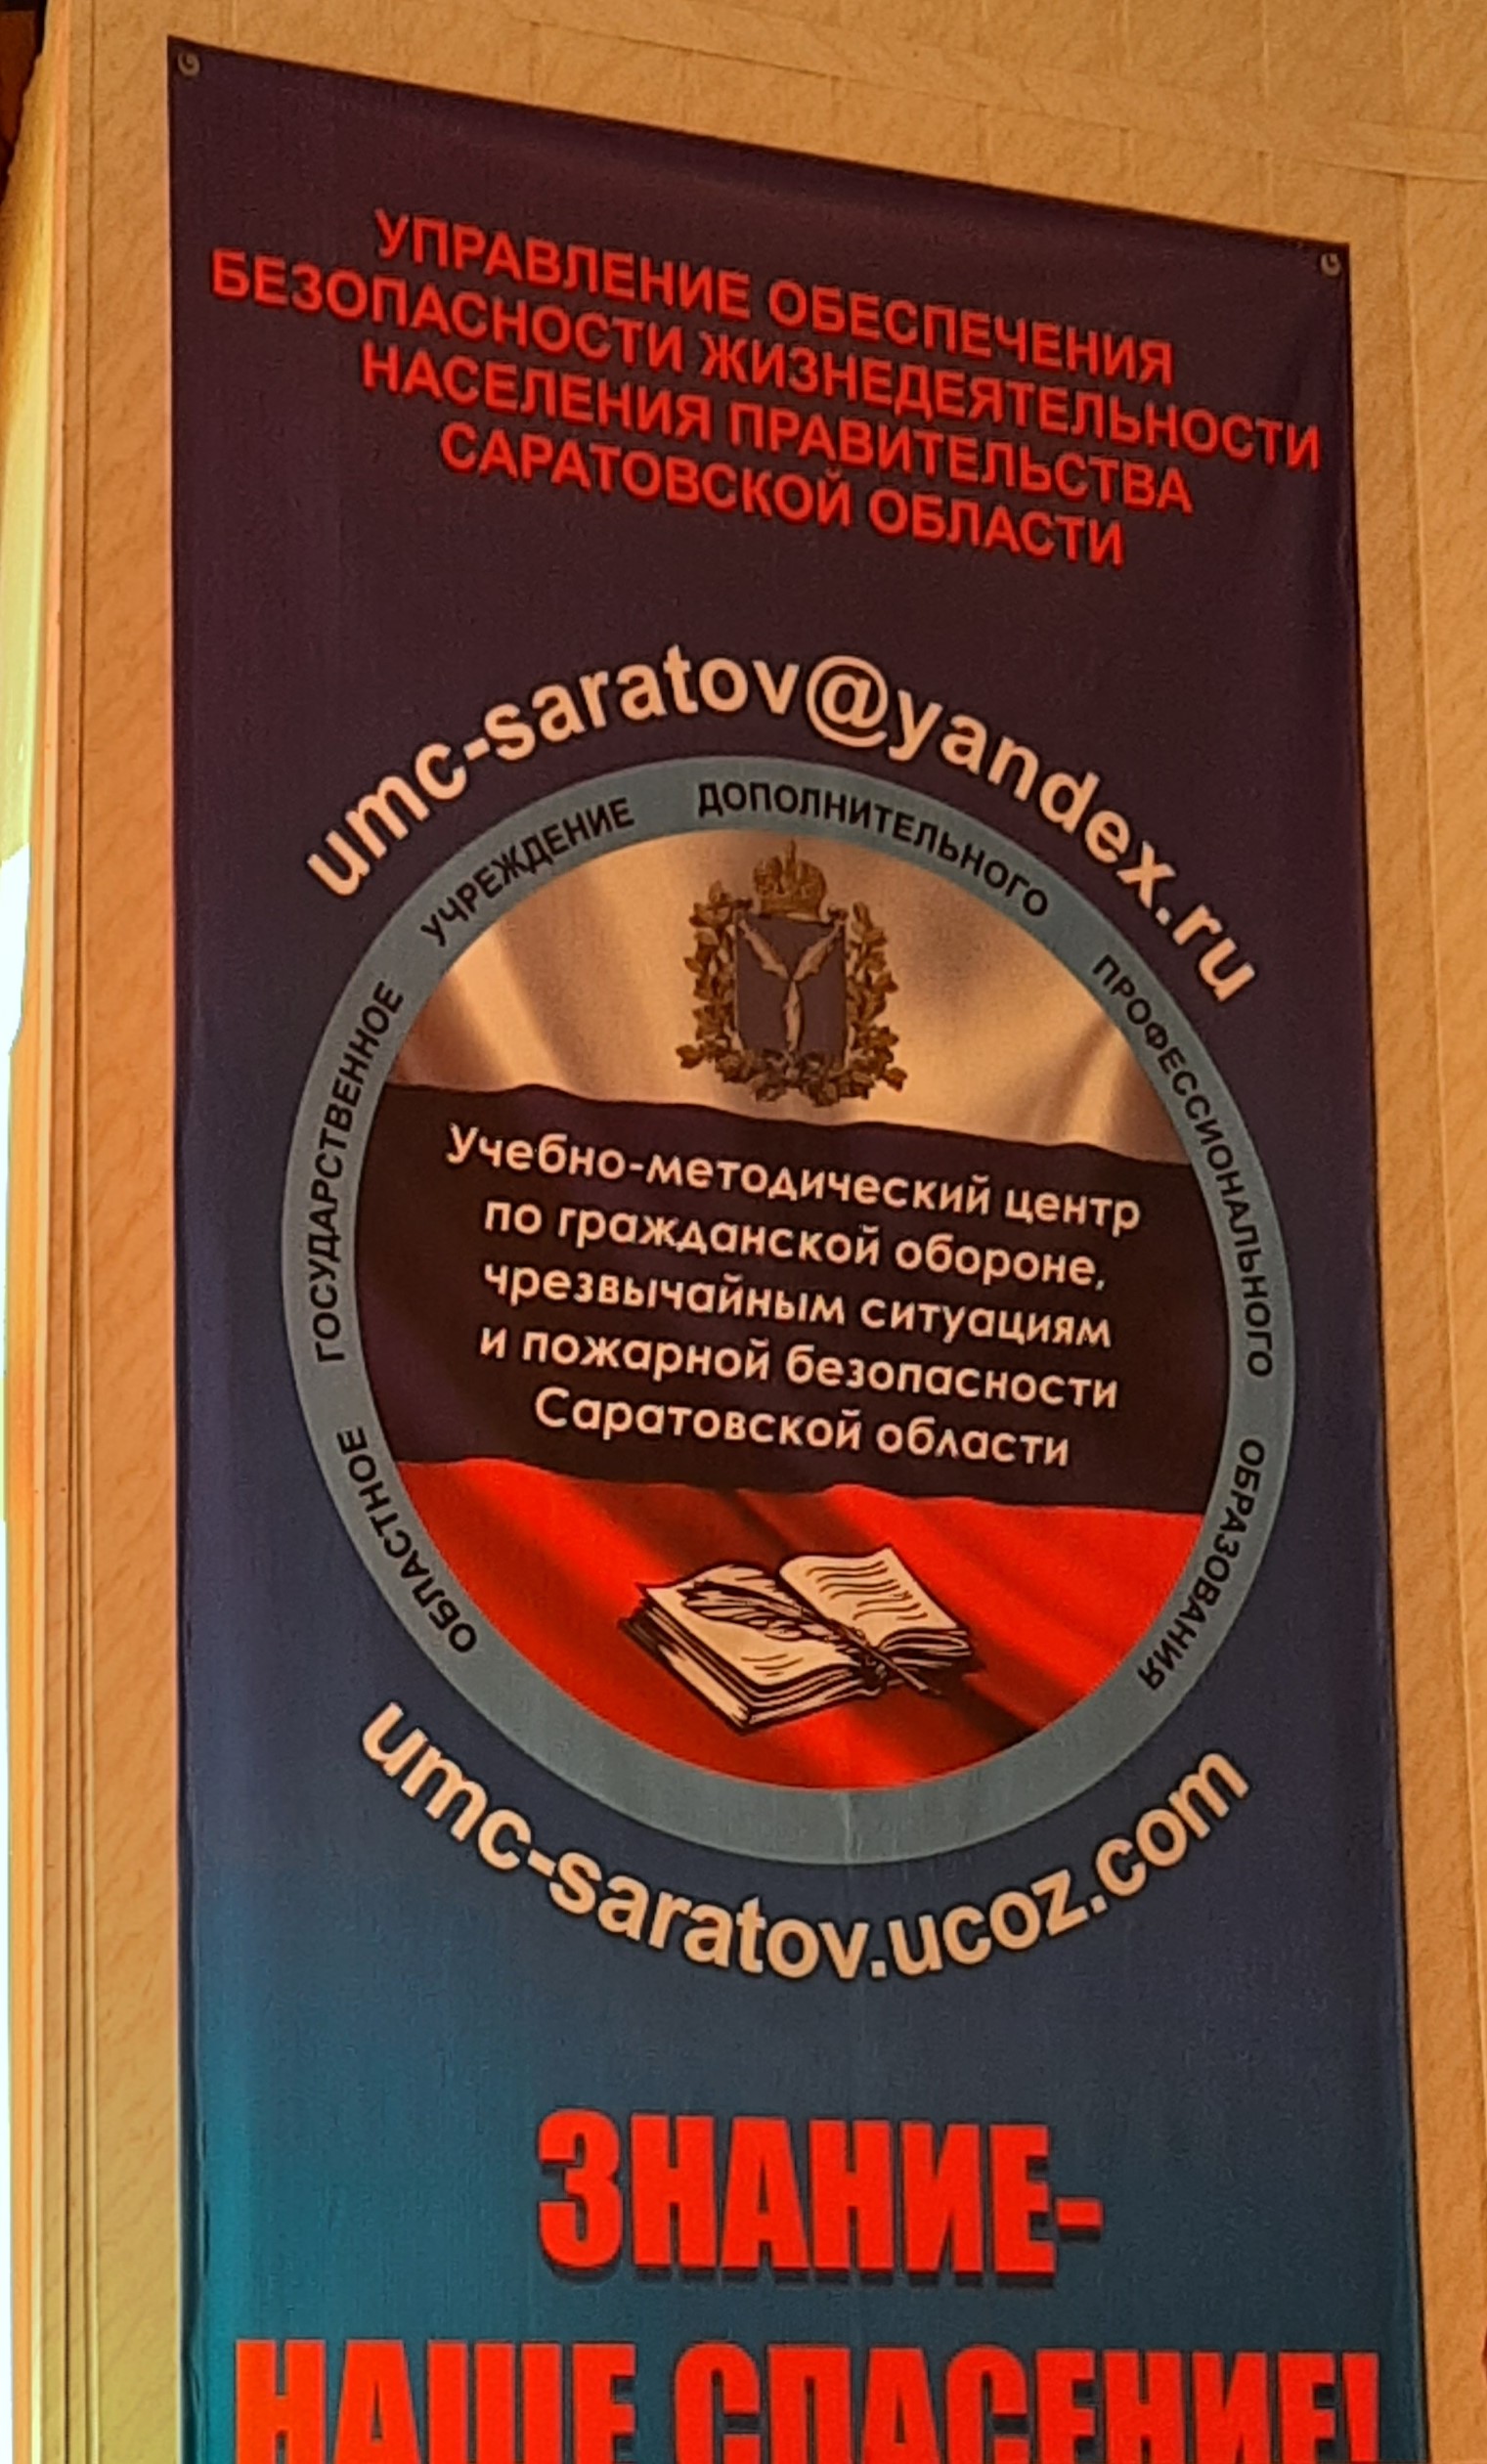 УПРАВЛЕНИЕ ОБЕСПЕЧЕНИЯ
БЕЗОПАСНОСТИ ЖИЗНЕДЕЯТЕЛЬНОСТИ
НАСЕЛЕНИЯ ПРАВИТЕЛЬСТВА
САРАТОВСКОЙ ОБЛАСТИ
umc-saratov@yandex.ru
ОБЛАСТНОЕ ГОСУДАРСТВЕННОЕ УЧРЕЖДЕНИЕ ДОПОЛНИТЕЛЬНОГО ПРОФЕССИОНАЛЬНОГО ОБРАЗОВАНИЯ
Учебно-методический центр
по гражданской обороне,
чрезвычайным ситуациям
и пожарной безопасности
Саратовской области
umc-saratov.ucoz.com
ЗНАНИЕ-
НАШЕ СПАСЕНИЕ!